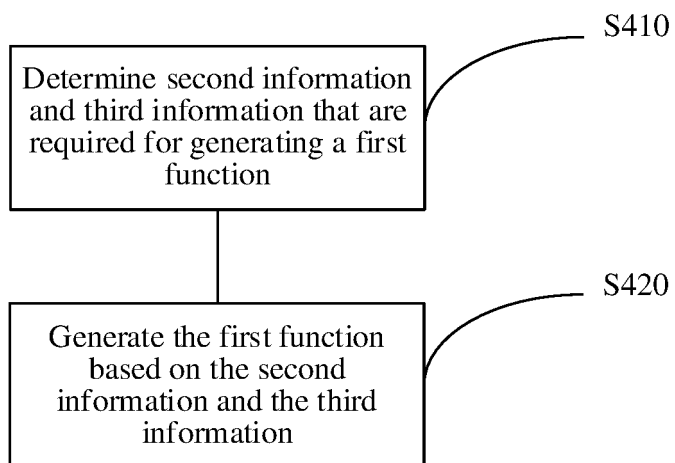 S410
Determine second information
and third information that are
required for generating a first
function
S420
Generate the first function
based on the second
information and the third
information